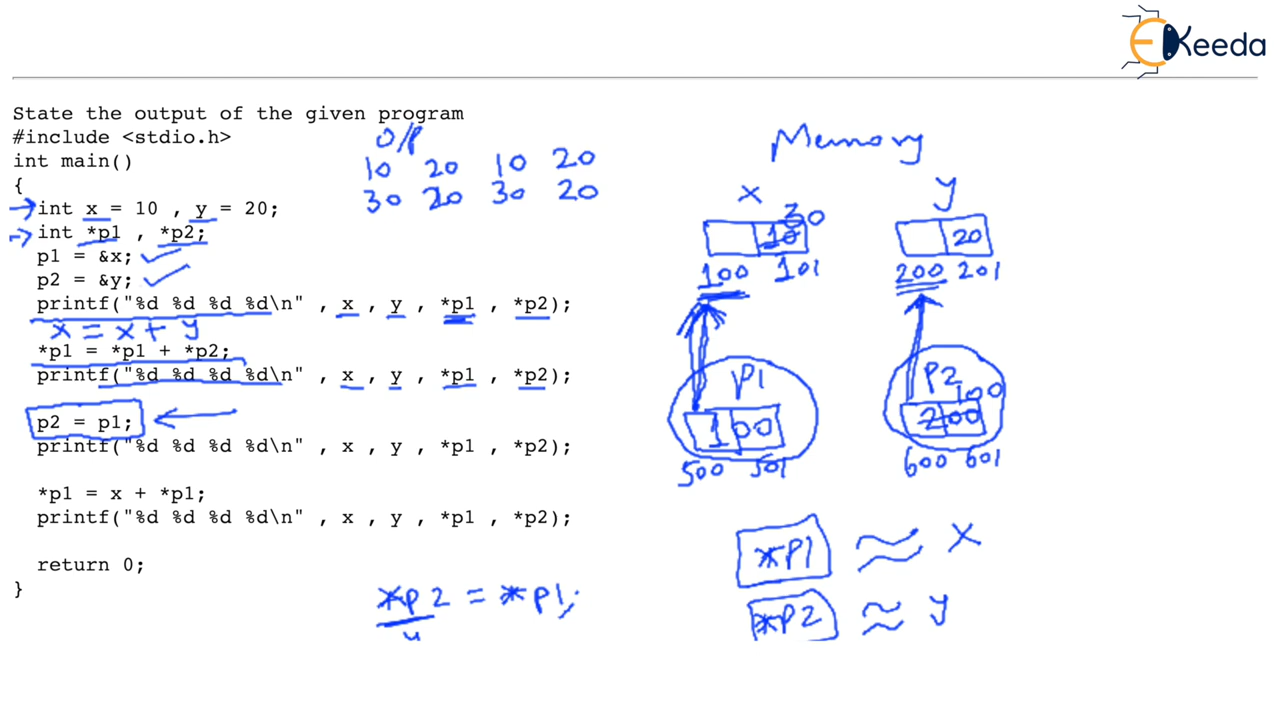 EKeeda
State the output of the given program
#include <stdio.h>
int main()
{
int x = 10 , y = 20;
int *p1 , *p2;
p1 = &x;
p2 = &y;
printf("%d %d %d %d\n" , x , y , *p1 , *p2);
x = x + y
*p1 = *p1 + *p2;
printf("%d %d %d %d\n" , x , y , *p1 , *p2);
p2 = p1;
printf("%d %d %d %d\n" , x , y , *p1 , *p2);
*p1 = x + *p1;
printf("%d %d %d %d\n" , x , y , *p1 , *p2);
return 0;
}
*p2 = *p1;
y
O/P
10 20 10 20
30 20 30 20
Memory
x y
30
10 20
100 101 200 201
p1 p2
100
100 200
500 501 600 601
*p1 ≈ x
*p2 ≈ y